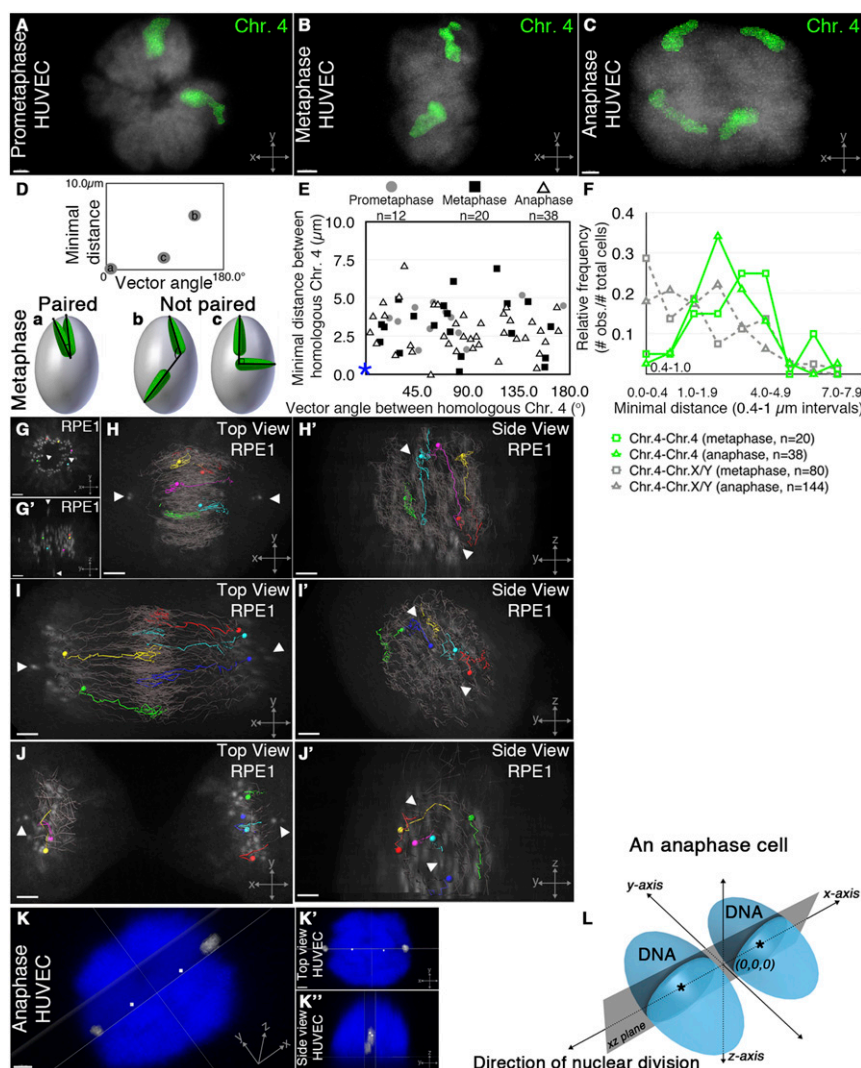 A
Chr. 4
Prometaphase
HUVEC
y
x
B
Chr. 4
Metaphase
HUVEC
y
x
C
Chr. 4
Anaphase
HUVEC
y
x
D
10.0µm
Minimal
distance
a
b
c
0
Vector angle
180.0°
Paired
Not paired
Metaphase
a
b
c
E
Prometaphase
n=12
Metaphase
n=20
Anaphase
n=38
Minimal distance between
homologous Chr. 4 (µm)
10.0
7.5
5.0
2.5
0.0
45.0
90.0
135.0
180.0
Vector angle between homologous Chr. 4 (°)
F
Relative frequency
(# obs./# total cells)
0.4
0.3
0.2
0.1
0.4-1.0
0.0-0.4
1.0-1.9
4.0-4.9
7.0-7.9
Minimal distance (0.4-1 µm intervals)
Chr.4-Chr.4 (metaphase, n=20)
Chr.4-Chr.4 (anaphase, n=38)
Chr.4-Chr.X/Y (metaphase, n=80)
Chr.4-Chr.X/Y (anaphase, n=144)
G
RPE1
G'
RPE1
H
Top View
RPE1
y
x
H'
Side View
RPE1
z
y
I
Top View
RPE1
y
x
I'
Side View
RPE1
z
y
J
Top View
RPE1
y
x
J'
Side View
RPE1
z
y
K
Anaphase
HUVEC
y
z
x
K'
Top view
HUVEC
K''
Side view
HUVEC
L
An anaphase cell
y-axis
x-axis
DNA
DNA
*
*
(0,0,0)
xz plane
z-axis
Direction of nuclear division